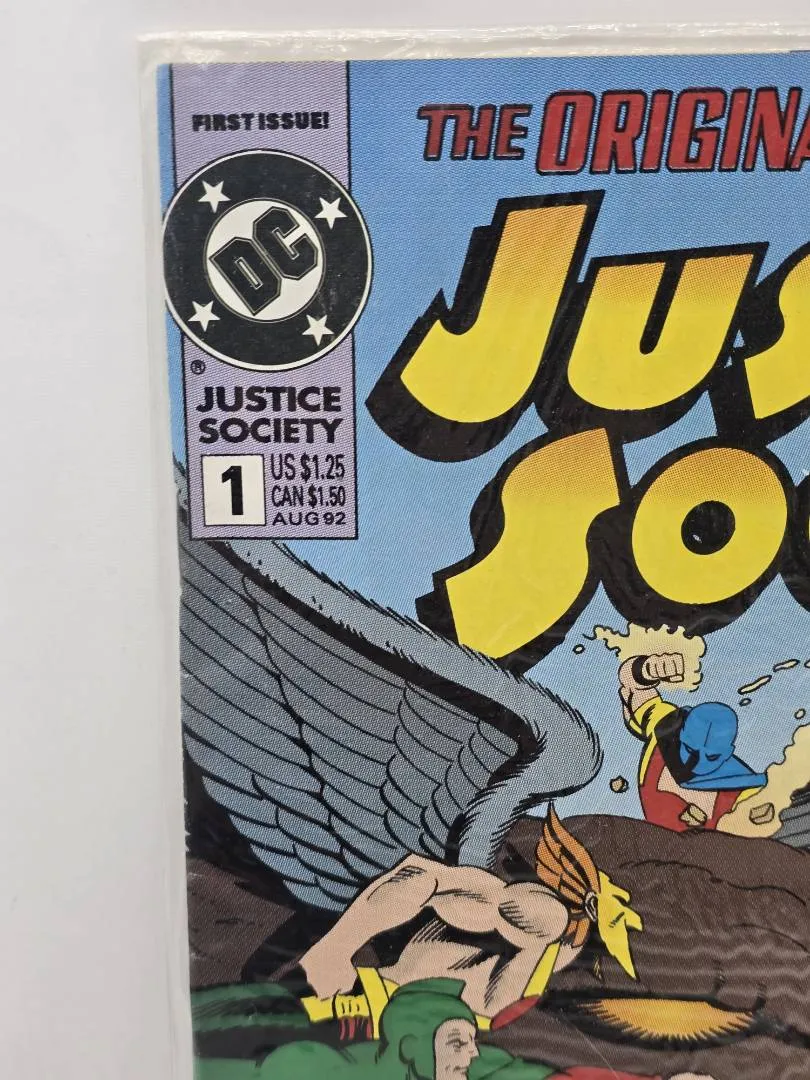 FIRST ISSUE!
THE ORIGINA
DC
®
JUS
SO
JUSTICE
SOCIETY
1
US $1.25
CAN $1.50
AUG 92